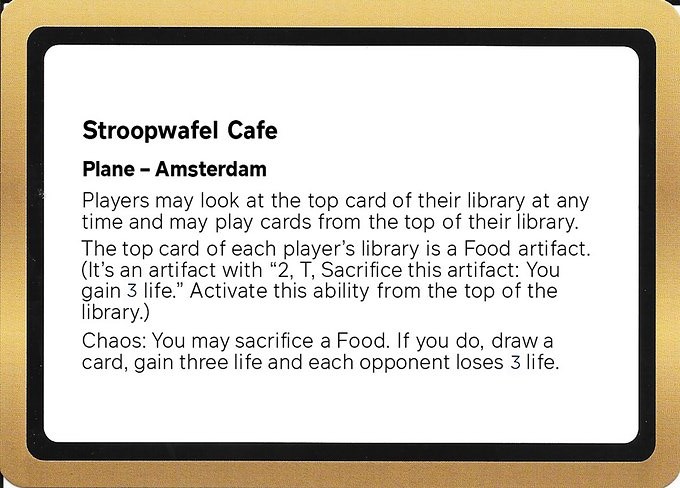 Stroopwafel Cafe
Plane – Amsterdam
Players may look at the top card of their library at any
time and may play cards from the top of their library.
The top card of each player’s library is a Food artifact.
(It’s an artifact with “2, T, Sacrifice this artifact: You
gain 3 life.” Activate this ability from the top of the
library.)
Chaos: You may sacrifice a Food. If you do, draw a
card, gain three life and each opponent loses 3 life.